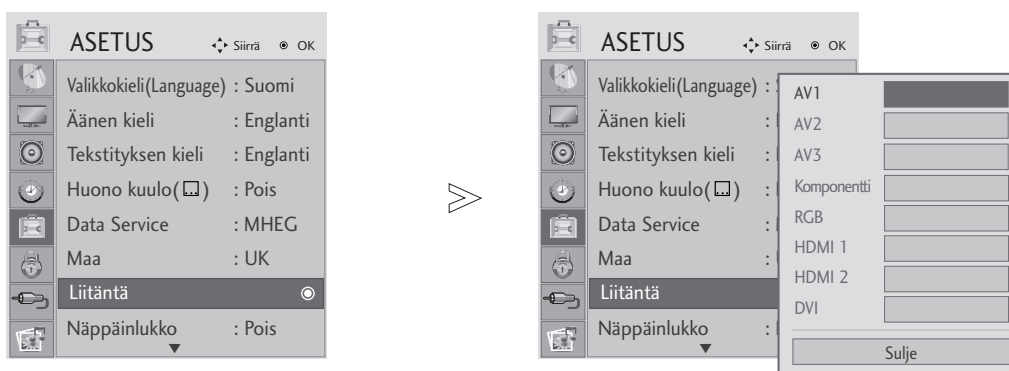 ASETUS Siirrä OK
Valikkokieli(Language) : Suomi
Äänen kieli : Englanti
Tekstityksen kieli : Englanti
Huono kuulo( ) : Pois
Data Service : MHEG
Maa : UK
Liitäntä
Näppäinlukko : Pois
ASETUS Siirrä OK
Valikkokieli(Language) :
Äänen kieli :
Tekstityksen kieli :
Huono kuulo( ) :
Data Service :
Maa :
Liitäntä
Näppäinlukko :
AV1
AV2
AV3
Komponentti
RGB
HDMI 1
HDMI 2
DVI
Sulje